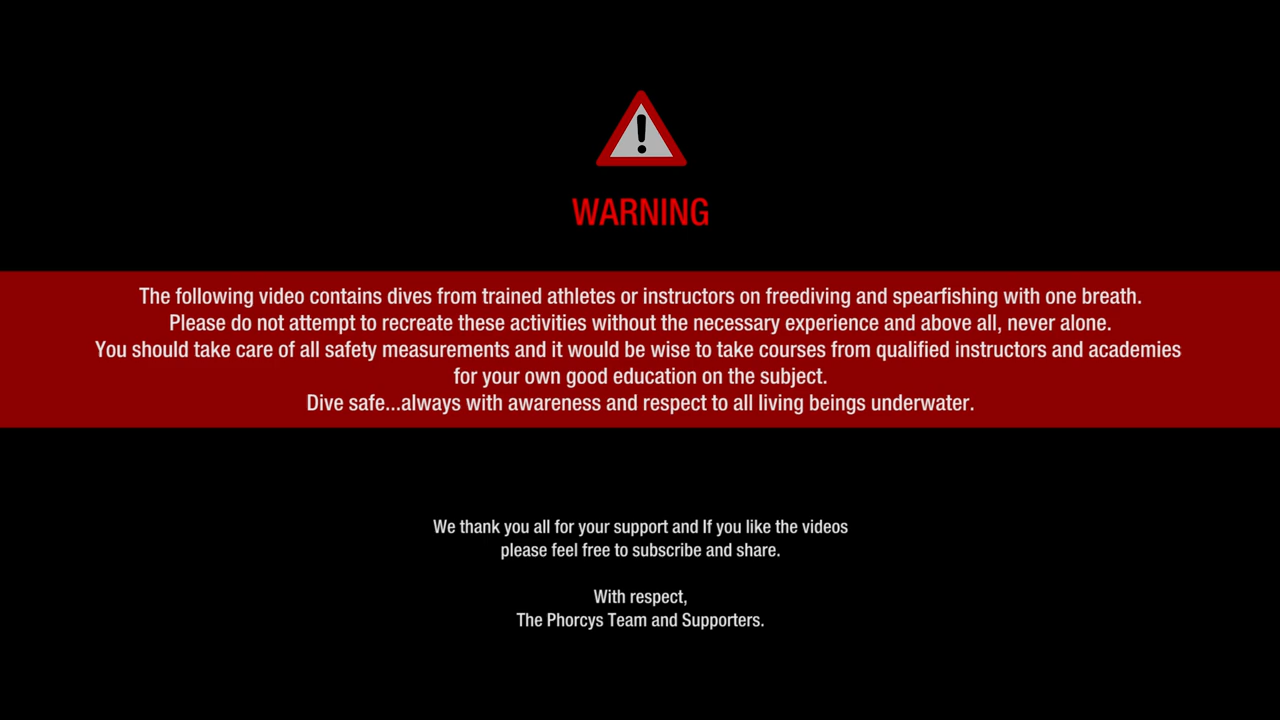 WARNING
The following video contains dives from trained athletes or instructors on freediving and spearfishing with one breath.
Please do not attempt to recreate these activities without the necessary experience and above all, never alone.
You should take care of all safety measurements and it would be wise to take courses from qualified instructors and academies
for your own good education on the subject.
Dive safe...always with awareness and respect to all living beings underwater.
We thank you all for your support and If you like the videos
please feel free to subscribe and share.
With respect,
The Phorcys Team and Supporters.